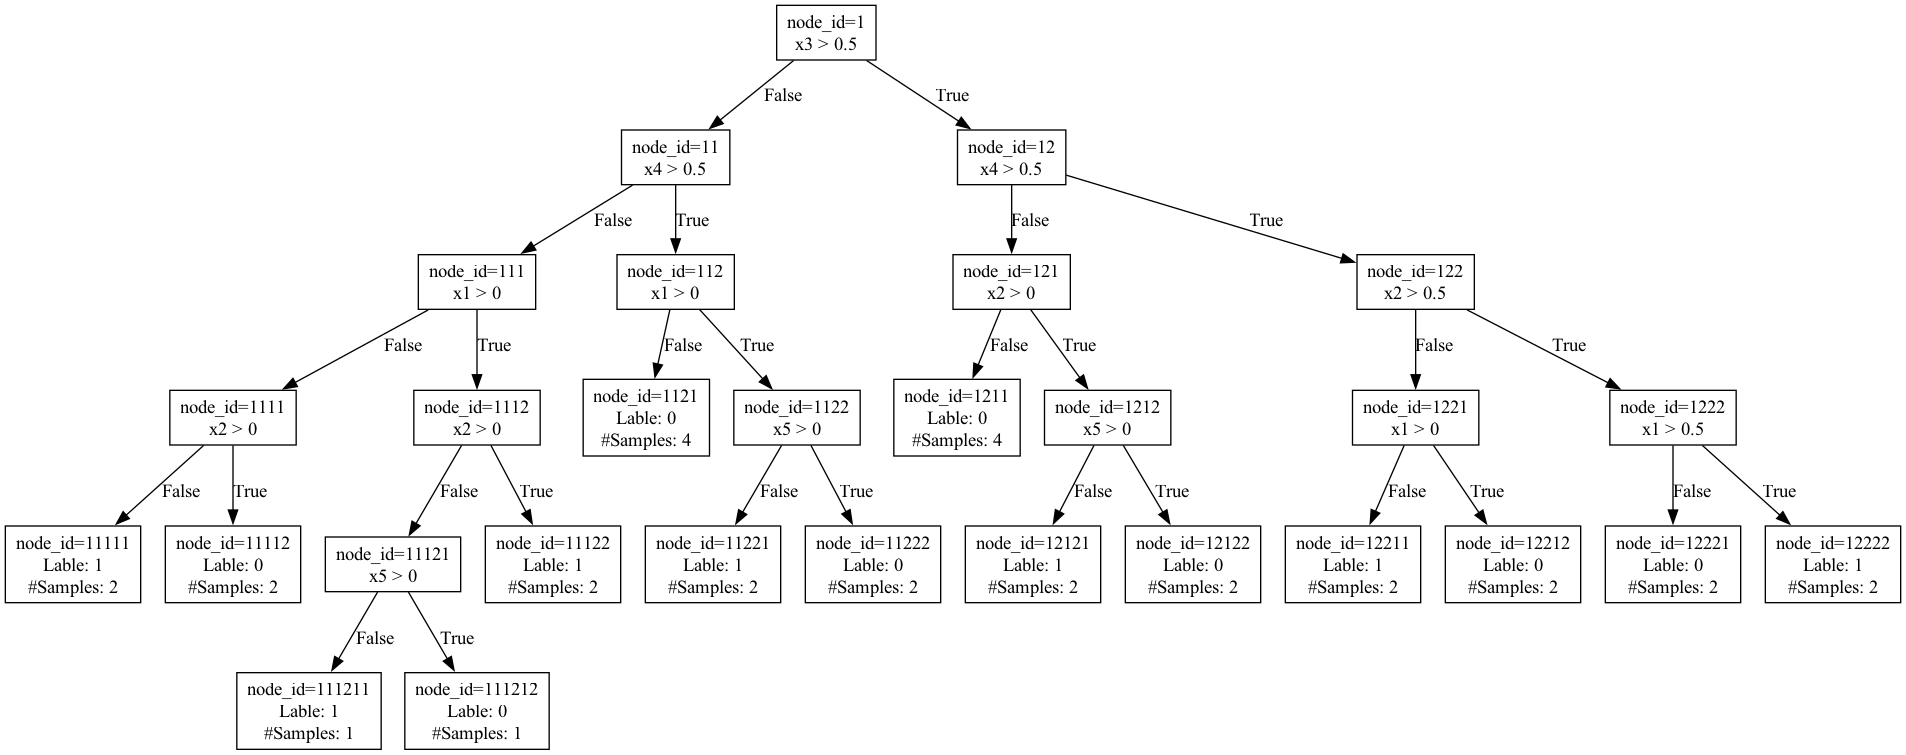 node_id=1
x3 > 0.5
False
True
node_id=11
x4 > 0.5
node_id=12
x4 > 0.5
False
True
False
True
node_id=111
x1 > 0
node_id=112
x1 > 0
node_id=121
x2 > 0
node_id=122
x2 > 0.5
False
True
False
True
False
True
False
True
node_id=1111
x2 > 0
node_id=1112
x2 > 0
node_id=1121
Lable: 0
#Samples: 4
node_id=1122
x5 > 0
node_id=1211
Lable: 0
#Samples: 4
node_id=1212
x5 > 0
node_id=1221
x1 > 0
node_id=1222
x1 > 0.5
False
True
False
True
False
True
False
True
False
True
False
True
node_id=11111
Lable: 1
#Samples: 2
node_id=11112
Lable: 0
#Samples: 2
node_id=11121
x5 > 0
node_id=11122
Lable: 1
#Samples: 2
node_id=11221
Lable: 1
#Samples: 2
node_id=11222
Lable: 0
#Samples: 2
node_id=12121
Lable: 1
#Samples: 2
node_id=12122
Lable: 0
#Samples: 2
node_id=12211
Lable: 1
#Samples: 2
node_id=12212
Lable: 0
#Samples: 2
node_id=12221
Lable: 0
#Samples: 2
node_id=12222
Lable: 1
#Samples: 2
False
True
node_id=111211
Lable: 1
#Samples: 1
node_id=111212
Lable: 0
#Samples: 1